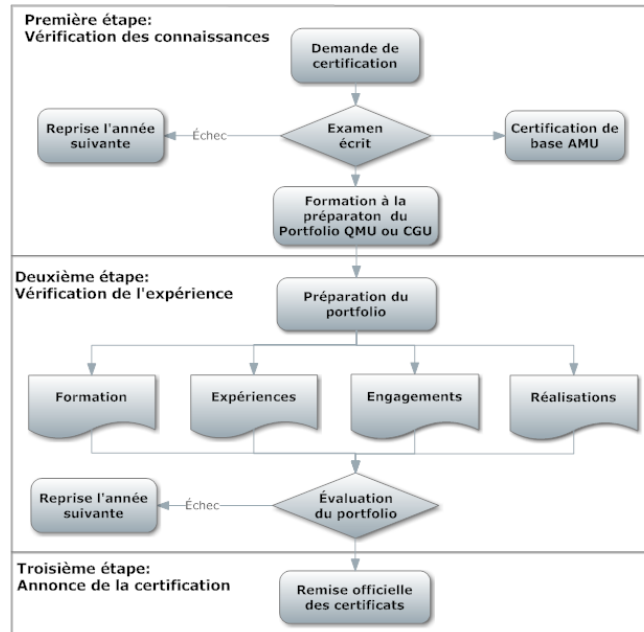 Première étape:
Vérification des connaissances
Demande de
certification
Reprise l'année
suivante
Échec
Examen
écrit
Certification de
base AMU
Formation à la
préparaton du
Portfolio QMU ou CGU
Deuxième étape:
Vérification de l'expérience
Préparation du
portfolio
Formation
Expériences
Engagements
Réalisations
Reprise l'année
suivante
Échec
Évaluation
du portfolio
Troisième étape:
Annonce de la certification
Remise officielle
des certificats